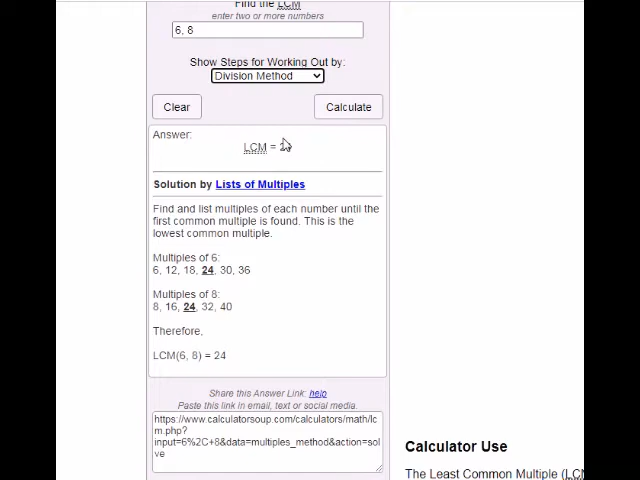 Find the LCM
enter two or more numbers
6, 8
Show Steps for Working Out by:
Division Method
Clear
Calculate
Answer:
LCM =
Solution by Lists of Multiples
Find and list multiples of each number until the
first common multiple is found. This is the
lowest common multiple.
Multiples of 6:
6, 12, 18, 24, 30, 36
Multiples of 8:
8, 16, 24, 32, 40
Therefore,
LCM(6, 8) = 24
Share this Answer Link: help
Paste this link in email, text or social media.
https://www.calculatorsoup.com/calculators/math/lc
m.php?
input=6%2C+8&data=multiples_method&action=sol
ve
Calculator Use
The Least Common Multiple (LC